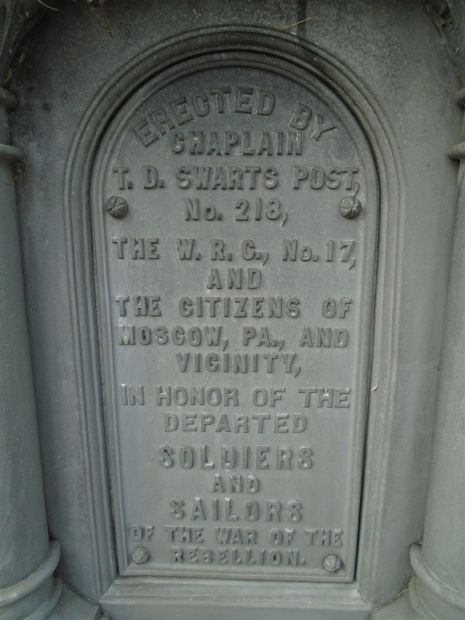 ERECTED BY
CHAPLAIN
T. D. SWARTS POST,
No. 218,
THE W. R. C., No. 17,
AND
THE CITIZENS OF
MOSCOW, PA., AND
VICINITY,
IN HONOR OF THE
DEPARTED
SOLDIERS
AND
SAILORS
OF THE WAR OF THE
REBELLION.